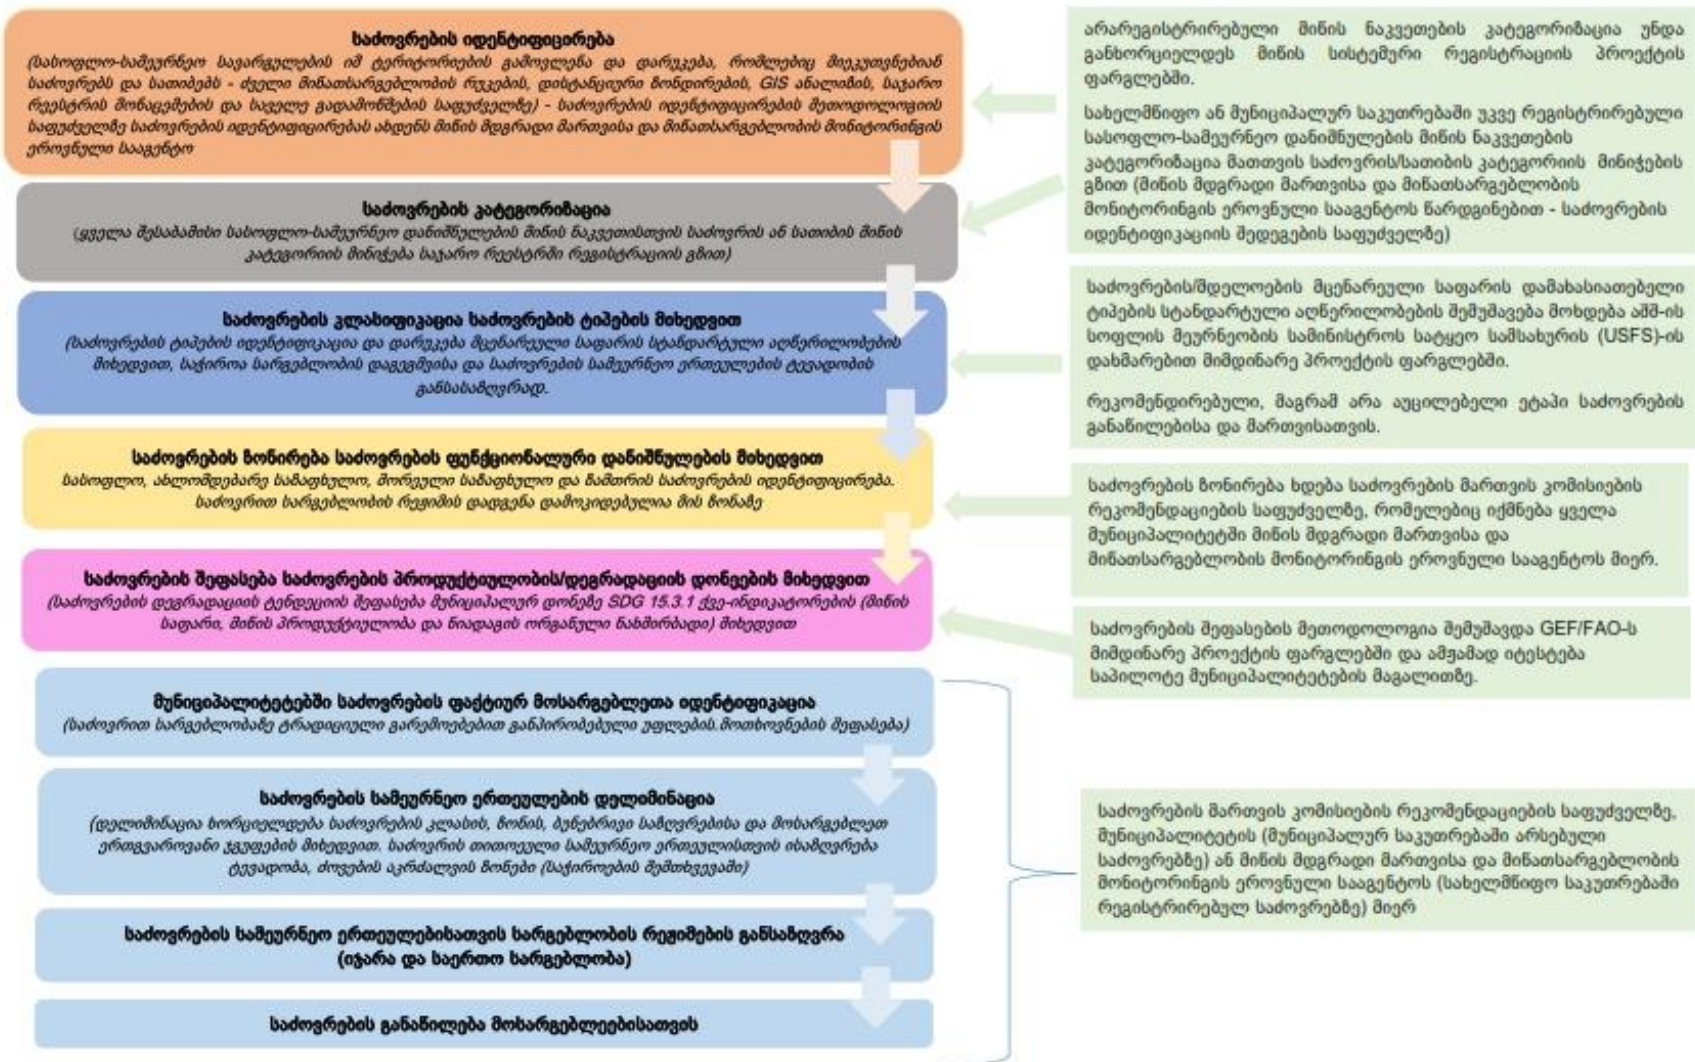 საძოვრების იდენტიფიცირება
(სასოფლო-სამეურნეო სავარგულების იმ ტერიტორიების გამოვლენა და დარუკება, რომლებიც მიეკუთვნებიან
საძოვრებს და სათიბებს - ძველი მიწათსარგებლობის რუკების, დისტანციური ზონდირების, GIS ანალიზის, საჯარო
რეესტრის მონაცემების და საველე გადამოწმების საფუძველზე) - საძოვრების იდენტიფიცირების მეთოდოლოგიის
საფუძველზე საძოვრების იდენტიფიცირებას ახდენს მიწის მდგრადი მართვისა და მიწათსარგებლობის მონიტორინგის
ეროვნული სააგენტო
საძოვრების კატეგორიზაცია
(ყველა შესაბამისი სასოფლო-სამეურნეო დანიშნულების მიწის ნაკვეთისთვის საძოვრის ან სათიბის მიწის
კატეგორიის მინიჭება საჯარო რეესტრში რეგისტრაციის გზით)
საძოვრების კლასიფიკაცია საძოვრების ტიპების მიხედვით
(საძოვრების ტიპების იდენტიფიკაცია და დარუკება მცენარეული საფარის სტანდარტული აღწერილობების
მიხედვით, საჭიროა სარგებლობის დაგეგმვისა და საძოვრების სამეურნეო ერთეულების ტევადობის
განსასაზღვრად.
საძოვრების ზონირება საძოვრების ფუნქციონალური დანიშნულების მიხედვით
სასოფლო, ახლომდებარე საზაფხულო, შორეული საზაფხულო და ზამთრის საძოვრების იდენტიფიცირება.
საძოვრით სარგებლობის რეჟიმის დადგენა დამოკიდებულია მის ზონაზე
საძოვრების შეფასება საძოვრების პროდუქტიულობის/დეგრადაციის დონეების მიხედვით
(საძოვრების დეგრადაციის ტენდეციის შეფასება მუნიციპალურ დონეზე SDG 15.3.1 ქვე-ინდიკატორების (მიწის
საფარი, მიწის პროდუქტიულობა და ნიადაგის ორგანული ნახშირბადი) მიხედვით
მუნიციპალიტეტებში საძოვრების ფაქტიურ მოსარგებლეთა იდენტიფიკაცია
(საძოვრით სარგებლობაზე ტრადიციული გარემოებებით განპირობებული უფლების მოთხოვნების შეფასება)
საძოვრების სამეურნეო ერთეულების დელიმინაცია
(დელიმინაცია ხორციელდება საძოვრების კლასის, ზონის, ბუნებრივი საზღვრებისა და მოსარგებლეთ
ერთგვაროვანი ჯგუფების მიხედვით. საძოვრის თითოეული სამეურნეო ერთეულისთვის ისაზღვრება
ტევადობა, ძოვების აკრძალვის ზონები (საჭიროების შემთხვევაში)
საძოვრების სამეურნეო ერთეულებისათვის სარგებლობის რეჟიმების განსაზღვრა
(იჯარა და საერთო სარგებლობა)
საძოვრების განაწილება მოსარგებლეებისათვის
არარეგისტრირებული მიწის ნაკვეთების კატეგორიზაცია უნდა
განხორციელდეს მიწის სისტემური რეგისტრაციის პროექტის
ფარგლებში.
სახელმწიფო ან მუნიციპალურ საკუთრებაში უკვე რეგისტრირებული
სასოფლო-სამეურნეო დანიშნულების მიწის ნაკვეთების
კატეგორიზაცია მათთვის საძოვრის/სათიბის კატეგორიის მინიჭების
გზით (მიწის მდგრადი მართვისა და მიწათსარგებლობის
მონიტორინგის ეროვნული სააგენტოს წარდგინებით - საძოვრების
იდენტიფიკაციის შედეგების საფუძველზე)
საძოვრების/მდელოების მცენარეული საფარის დამახასიათებელი
ტიპების სტანდარტული აღწერილობების შემუშავება მოხდება აშშ-ის
სოფლის მეურნეობის სამინისტროს სატყეო სამსახურის (USFS)-ის
დახმარებით მიმდინარე პროექტის ფარგლებში.
რეკომენდირებული, მაგრამ არა აუცილებელი ეტაპი საძოვრების
განაწილებისა და მართვისათვის.
საძოვრების ზონირება ხდება საძოვრების მართვის კომისიების
რეკომენდაციების საფუძველზე, რომელებიც იქმნება ყველა
მუნიციპალიტეტში მიწის მდგრადი მართვისა და
მიწათსარგებლობის მონიტორინგის ეროვნული სააგენტოს მიერ.
საძოვრების შეფასების მეთოდოლოგია შემუშავდა GEF/FAO-ს
მიმდინარე პროექტის ფარგლებში და ამჟამად იტესტება
საპილოტე მუნიციპალიტეტების მაგალითზე.
საძოვრების მართვის კომისიების რეკომენდაციების საფუძველზე,
მუნიციპალიტეტის (მუნიციპალურ საკუთრებაში არსებული
საძოვრებზე) ან მიწის მდგრადი მართვისა და მიწათსარგებლობის
მონიტორინგის ეროვნული სააგენტოს (სახელმწიფო საკუთრებაში
რეგისტრირებულ საძოვრებზე) მიერ